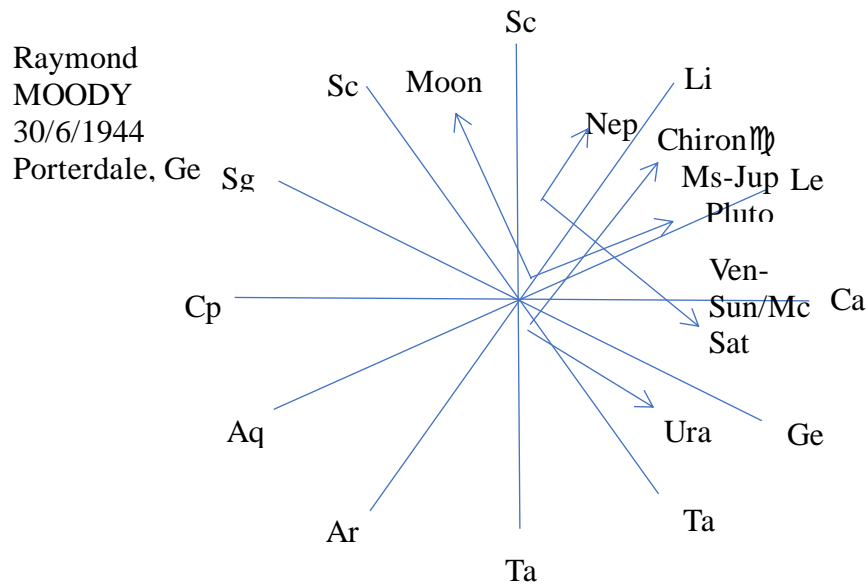 Raymond
MOODY
30/6/1944
Porterdale, Ge
Sc
Sc
Moon
Li
Nep
Chiron♍
Ms-Jup
Pluto
Le
Sg
Ven-
Sun/Mc
Sat
Ca
Cp
Aq
Ura
Ge
Ar
Ta
Ta